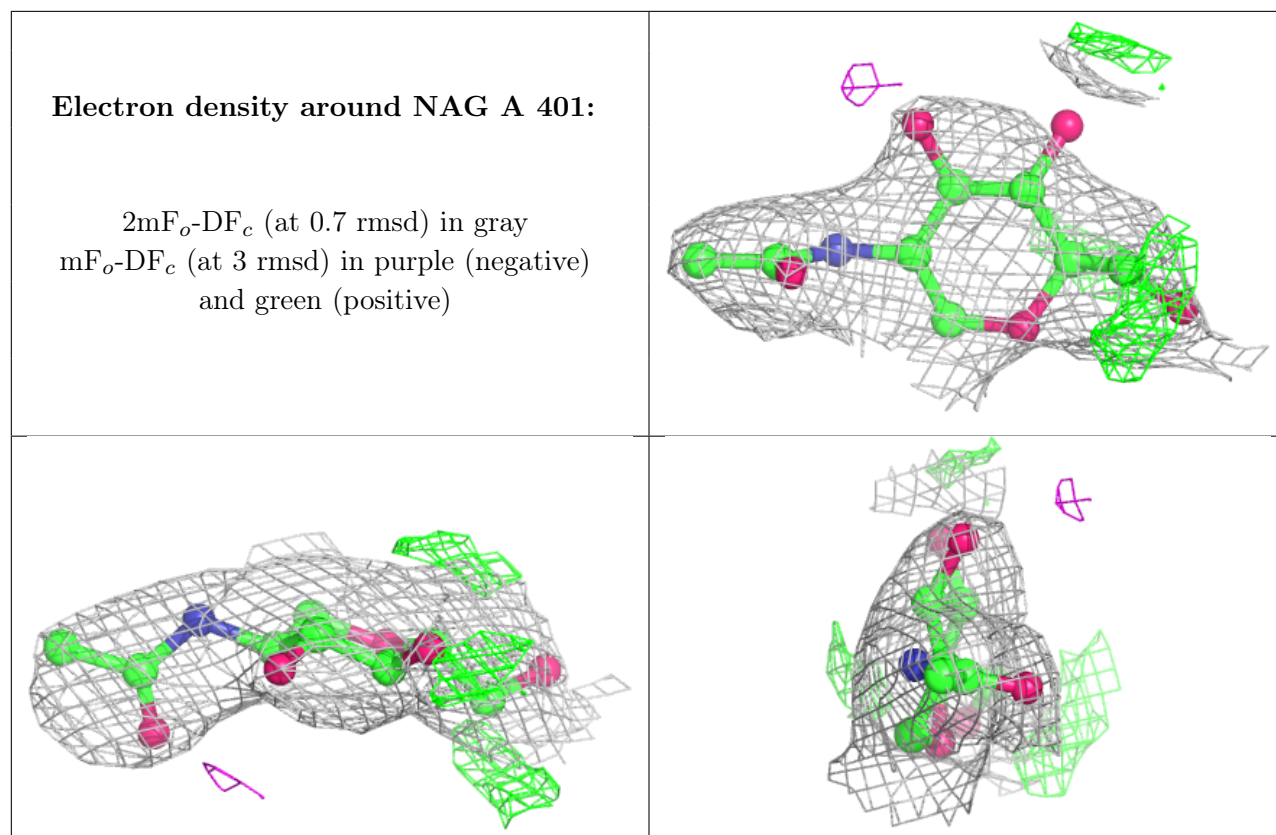 Electron density around NAG A 401:
2mFₒ-DF𝒸 (at 0.7 rmsd) in gray
mFₒ-DF𝒸 (at 3 rmsd) in purple (negative)
and green (positive)